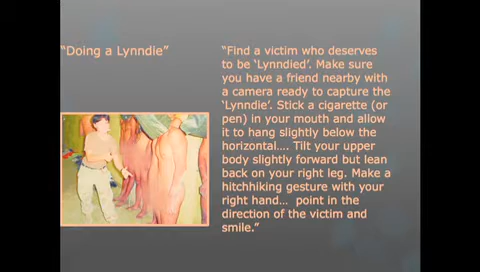 “Doing a Lynndie”
“Find a victim who deserves
to be ‘Lynndied’. Make sure
you have a friend nearby with
a camera ready to capture the
‘Lynndie’. Stick a cigarette (or
pen) in your mouth and allow
it to hang slightly below the
horizontal…. Tilt your upper
body slightly forward but lean
back on your right leg. Make a
hitchhiking gesture with your
right hand… point in the
direction of the victim and
smile.”